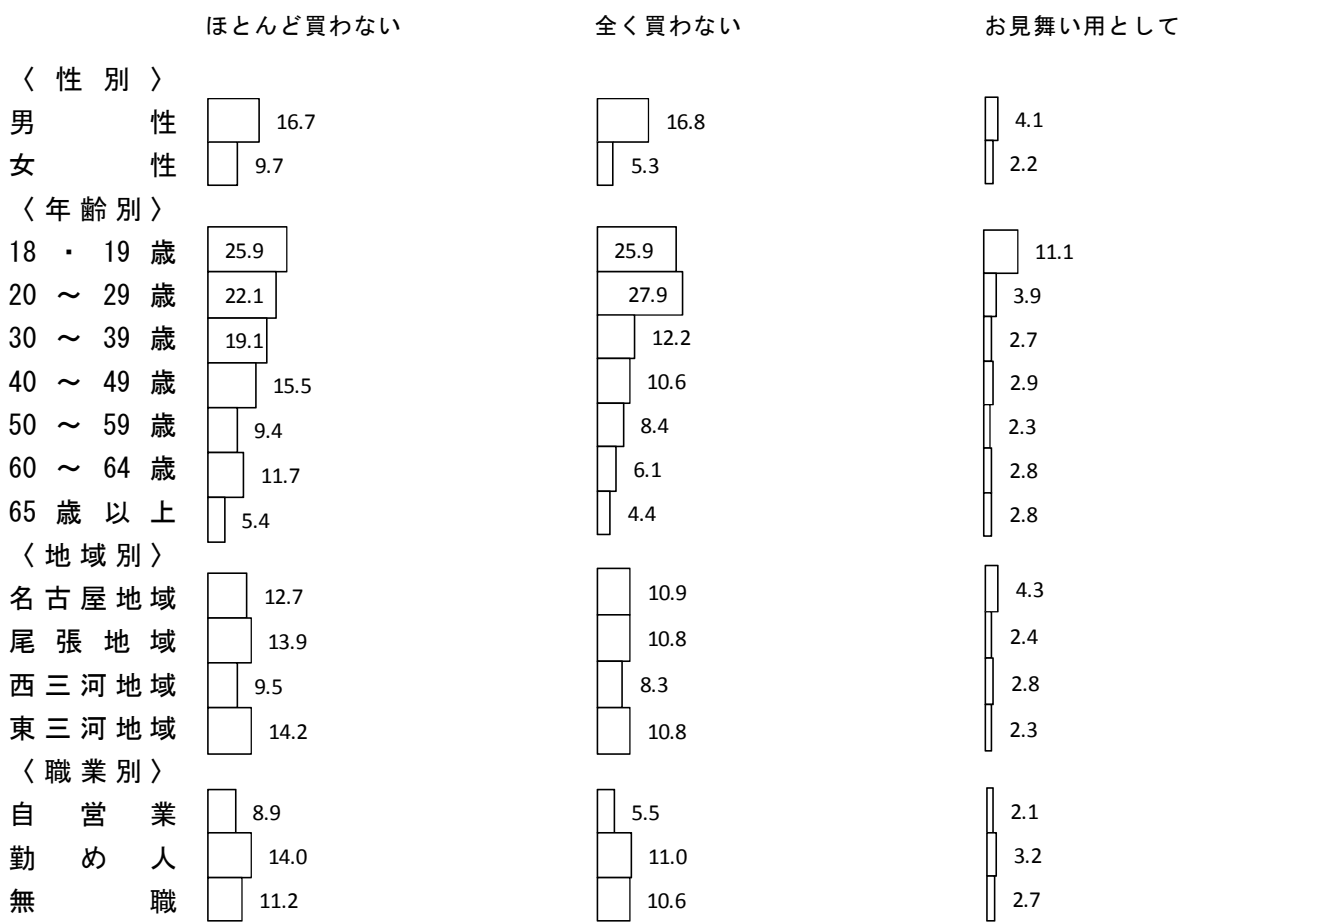 ほとんど買わない 全く買わない お見舞い用として
〈性別〉
男性 16.7 16.8 4.1
女性 9.7 5.3 2.2
〈年齢別〉
18・19歳 25.9 25.9 11.1
20～29歳 22.1 27.9 3.9
30～39歳 19.1 12.2 2.7
40～49歳 15.5 10.6 2.9
50～59歳 9.4 8.4 2.3
60～64歳 11.7 6.1 2.8
65歳以上 5.4 4.4 2.8
〈地域別〉
名古屋地域 12.7 10.9 4.3
尾張地域 13.9 10.8 2.4
西三河地域 9.5 8.3 2.8
東三河地域 14.2 10.8 2.3
〈職業別〉
自営業 8.9 5.5 2.1
勤め人 14.0 11.0 3.2
無職 11.2 10.6 2.7